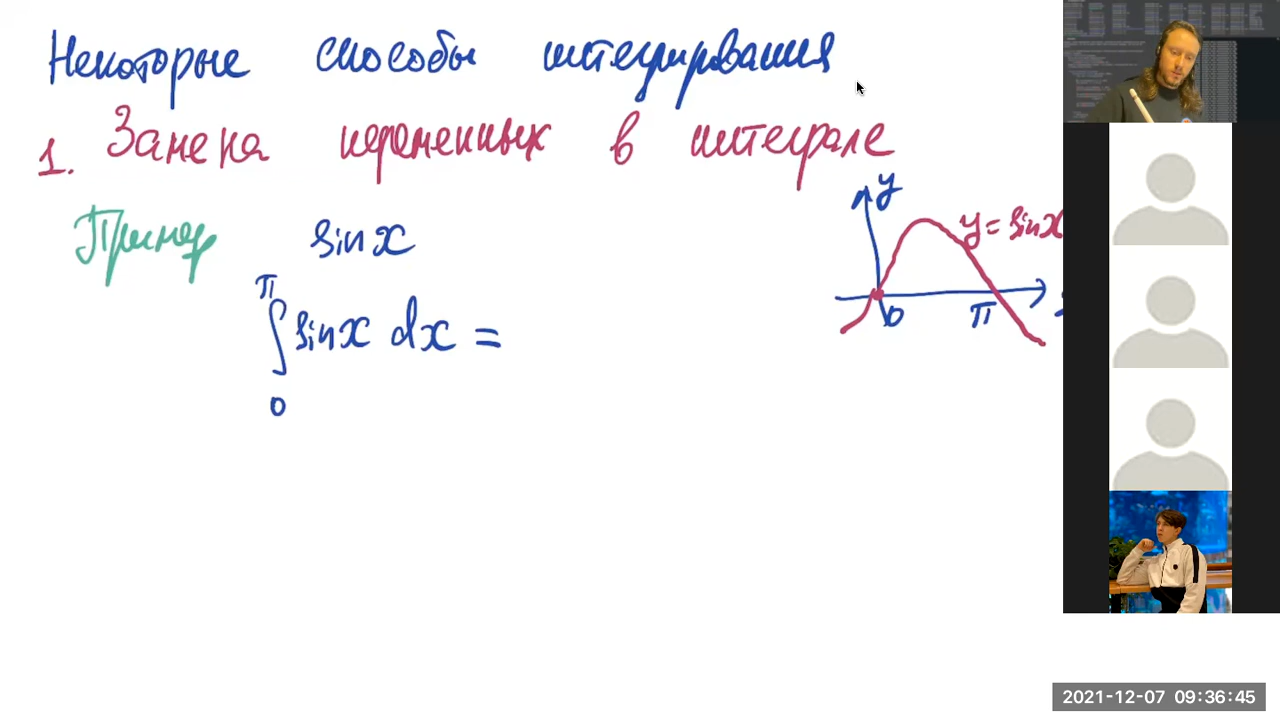 Некоторые способы интегрирования
1. Замена переменных в интеграле
Пример sin x
π
∫ sin x dx =
0
y
y = sin x
0 π
2021-12-07 09:36:45